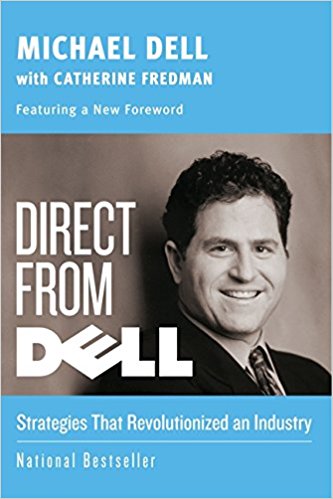 MICHAEL DELL
with CATHERINE FREDMAN
Featuring a New Foreword
DIRECT
FROM
DELL
Strategies That Revolutionized an Industry
National Bestseller